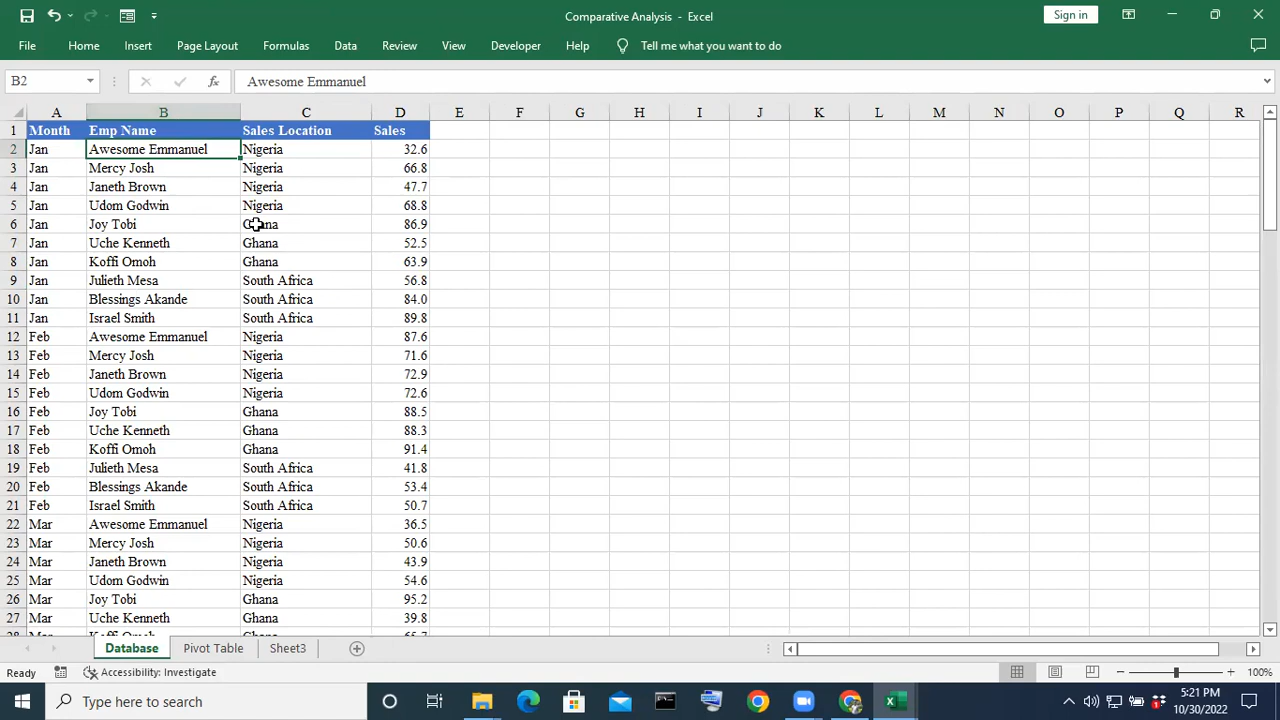 Comparative Analysis - Excel
Sign in
File Home Insert Page Layout Formulas Data Review View Developer Help Tell me what you want to do
B2 fx Awesome Emmanuel
A B C D E F G H I J K L M N O P Q R
1 Month Emp Name Sales Location Sales
2 Jan Awesome Emmanuel Nigeria 32.6
3 Jan Mercy Josh Nigeria 66.8
4 Jan Janeth Brown Nigeria 47.7
5 Jan Udom Godwin Nigeria 68.8
6 Jan Joy Tobi Ghana 86.9
7 Jan Uche Kenneth Ghana 52.5
8 Jan Koffi Omoh Ghana 63.9
9 Jan Julieth Mesa South Africa 56.8
10 Jan Blessings Akande South Africa 84.0
11 Jan Israel Smith South Africa 89.8
12 Feb Awesome Emmanuel Nigeria 87.6
13 Feb Mercy Josh Nigeria 71.6
14 Feb Janeth Brown Nigeria 72.9
15 Feb Udom Godwin Nigeria 72.6
16 Feb Joy Tobi Ghana 88.5
17 Feb Uche Kenneth Ghana 88.3
18 Feb Koffi Omoh Ghana 91.4
19 Feb Julieth Mesa South Africa 41.8
20 Feb Blessings Akande South Africa 53.4
21 Feb Israel Smith South Africa 50.7
22 Mar Awesome Emmanuel Nigeria 36.5
23 Mar Mercy Josh Nigeria 50.6
24 Mar Janeth Brown Nigeria 43.9
25 Mar Udom Godwin Nigeria 54.6
26 Mar Joy Tobi Ghana 95.2
27 Mar Uche Kenneth Ghana 39.8
28 Mar Koffi Omoh Ghana 65.7
Database Pivot Table Sheet3
Ready Accessibility: Investigate 100%
Type here to search
5:21 PM
10/30/2022